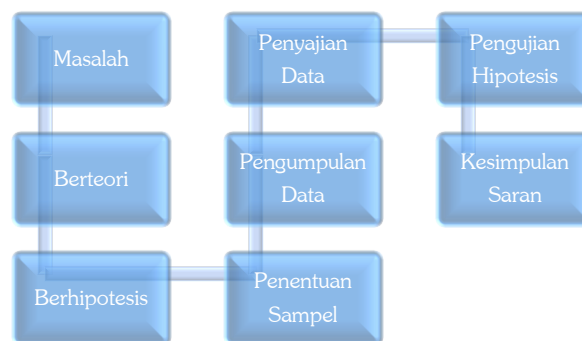 Masalah
Berteori
Berhipotesis
Penentuan
Sampel
Pengumpulan
Data
Penyajian
Data
Pengujian
Hipotesis
Kesimpulan
Saran